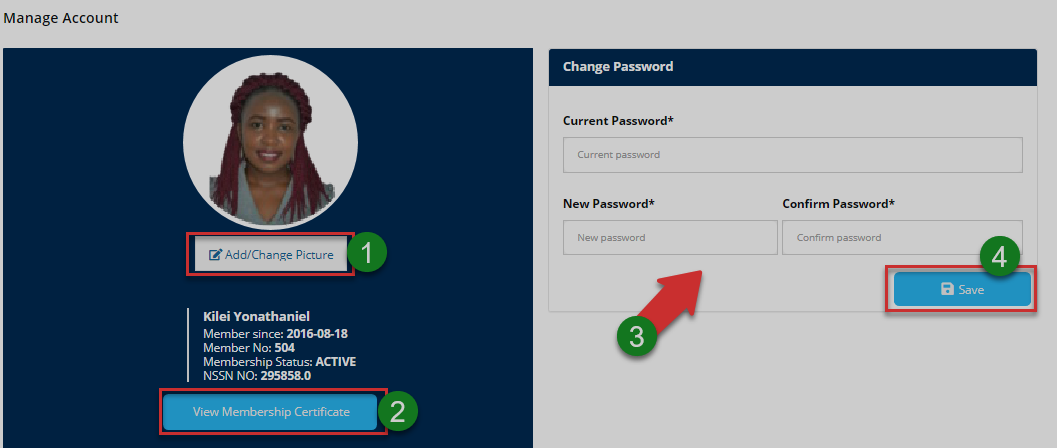 Manage Account
Add/Change Picture
1
Kilei Yonathaniel
Member since: 2016-08-18
Member No: 504
Membership Status: ACTIVE
NSSN NO: 295858.0
View Membership Certificate
2
Change Password
Current Password*
Current password
New Password* Confirm Password*
New password Confirm password
3
4
Save